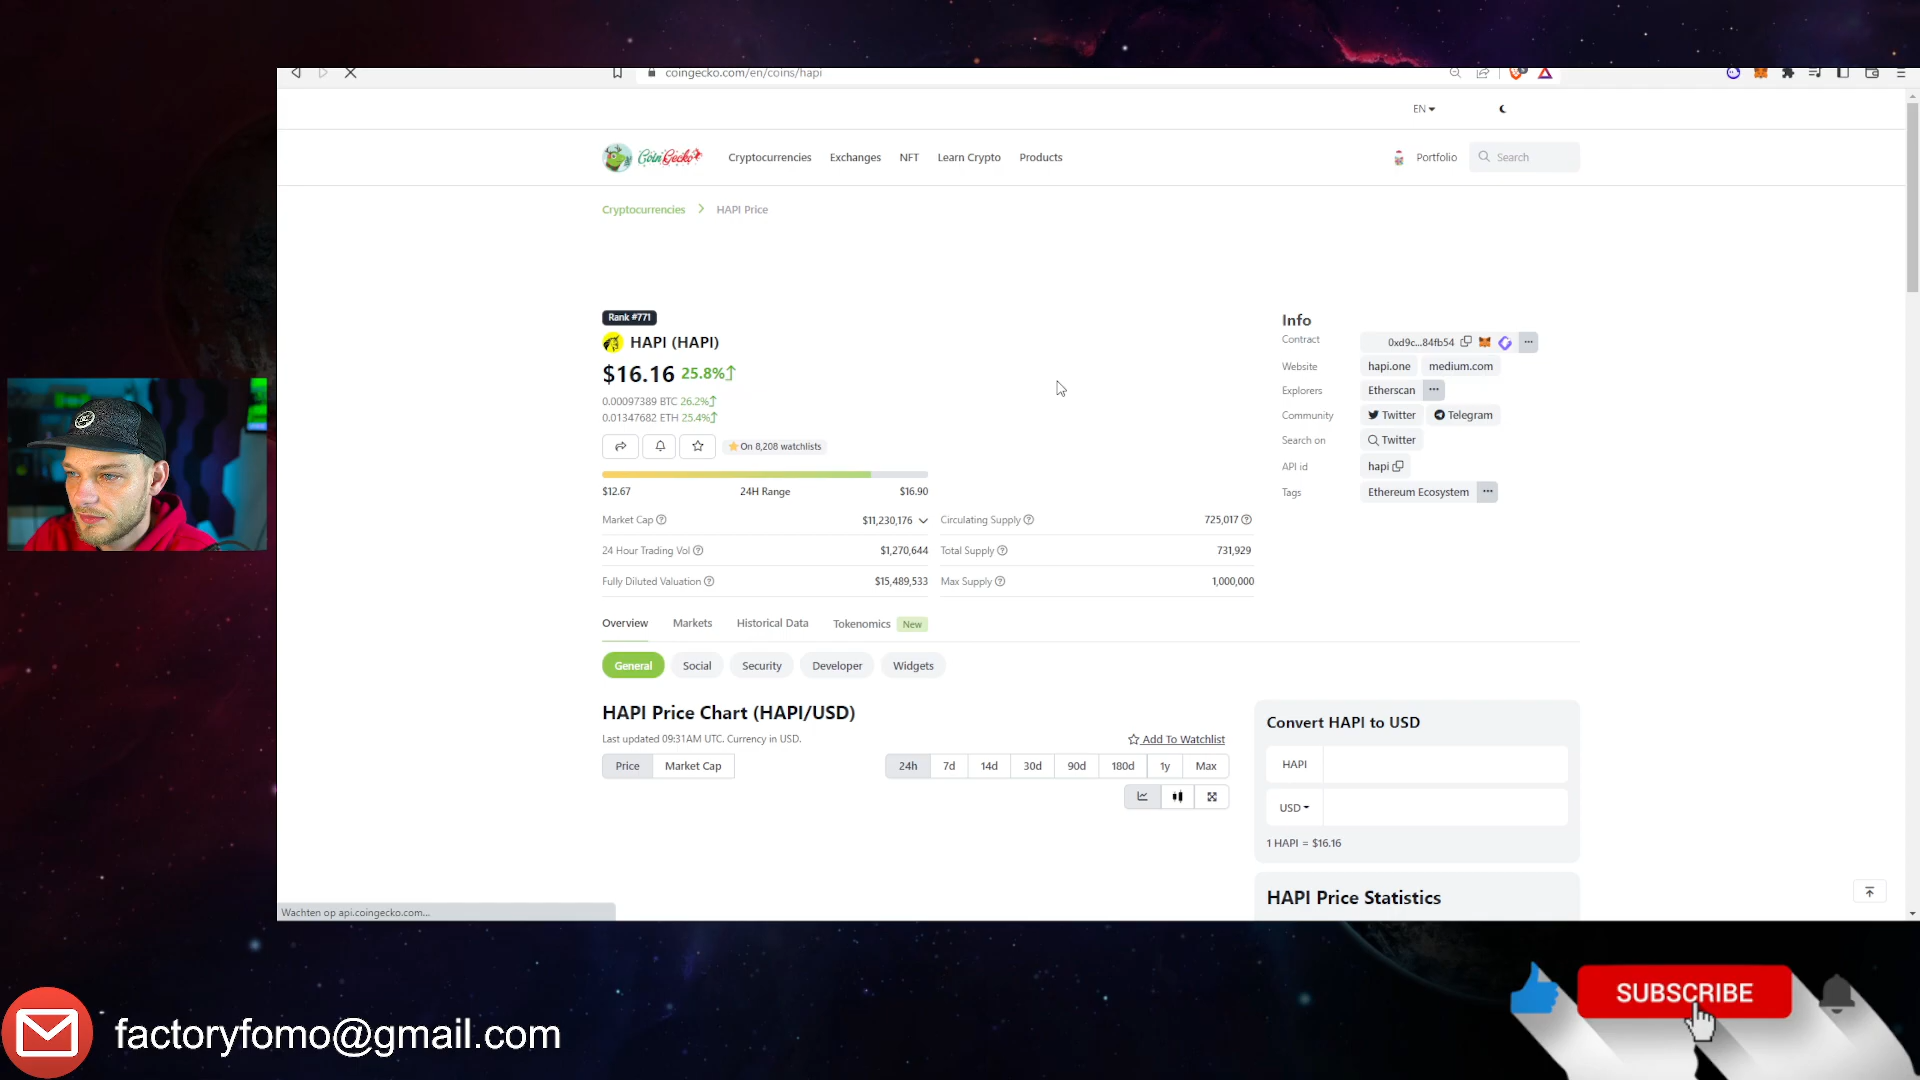 coingecko.com/en/coins/hapi
EN
CoinGecko
Cryptocurrencies
Exchanges
NFT
Learn Crypto
Products
Portfolio
Search
Cryptocurrencies
HAPI Price
Rank #771
HAPI (HAPI)
$16.16 25.8%
0.00097389 BTC 26.2%
0.01347682 ETH 25.4%
On 8,208 watchlists
$12.67
24H Range
$16.90
Market Cap
$11,230,176
24 Hour Trading Vol
$1,270,644
Fully Diluted Valuation
$15,489,533
Circulating Supply
725,017
Total Supply
731,929
Max Supply
1,000,000
Info
Contract
0xd9c...84fb54
Website
hapi.one
medium.com
Explorers
Etherscan
Community
Twitter
Telegram
Search on
Twitter
API id
hapi
Tags
Ethereum Ecosystem
Overview
Markets
Historical Data
Tokenomics
New
General
Social
Security
Developer
Widgets
HAPI Price Chart (HAPI/USD)
Last updated 09:31AM UTC. Currency in USD.
Add To Watchlist
Price
Market Cap
24h
7d
14d
30d
90d
180d
1y
Max
Convert HAPI to USD
HAPI
USD
1 HAPI = $16.16
HAPI Price Statistics
Wachten op api.coingecko.com...
factoryfomo@gmail.com
SUBSCRIBE